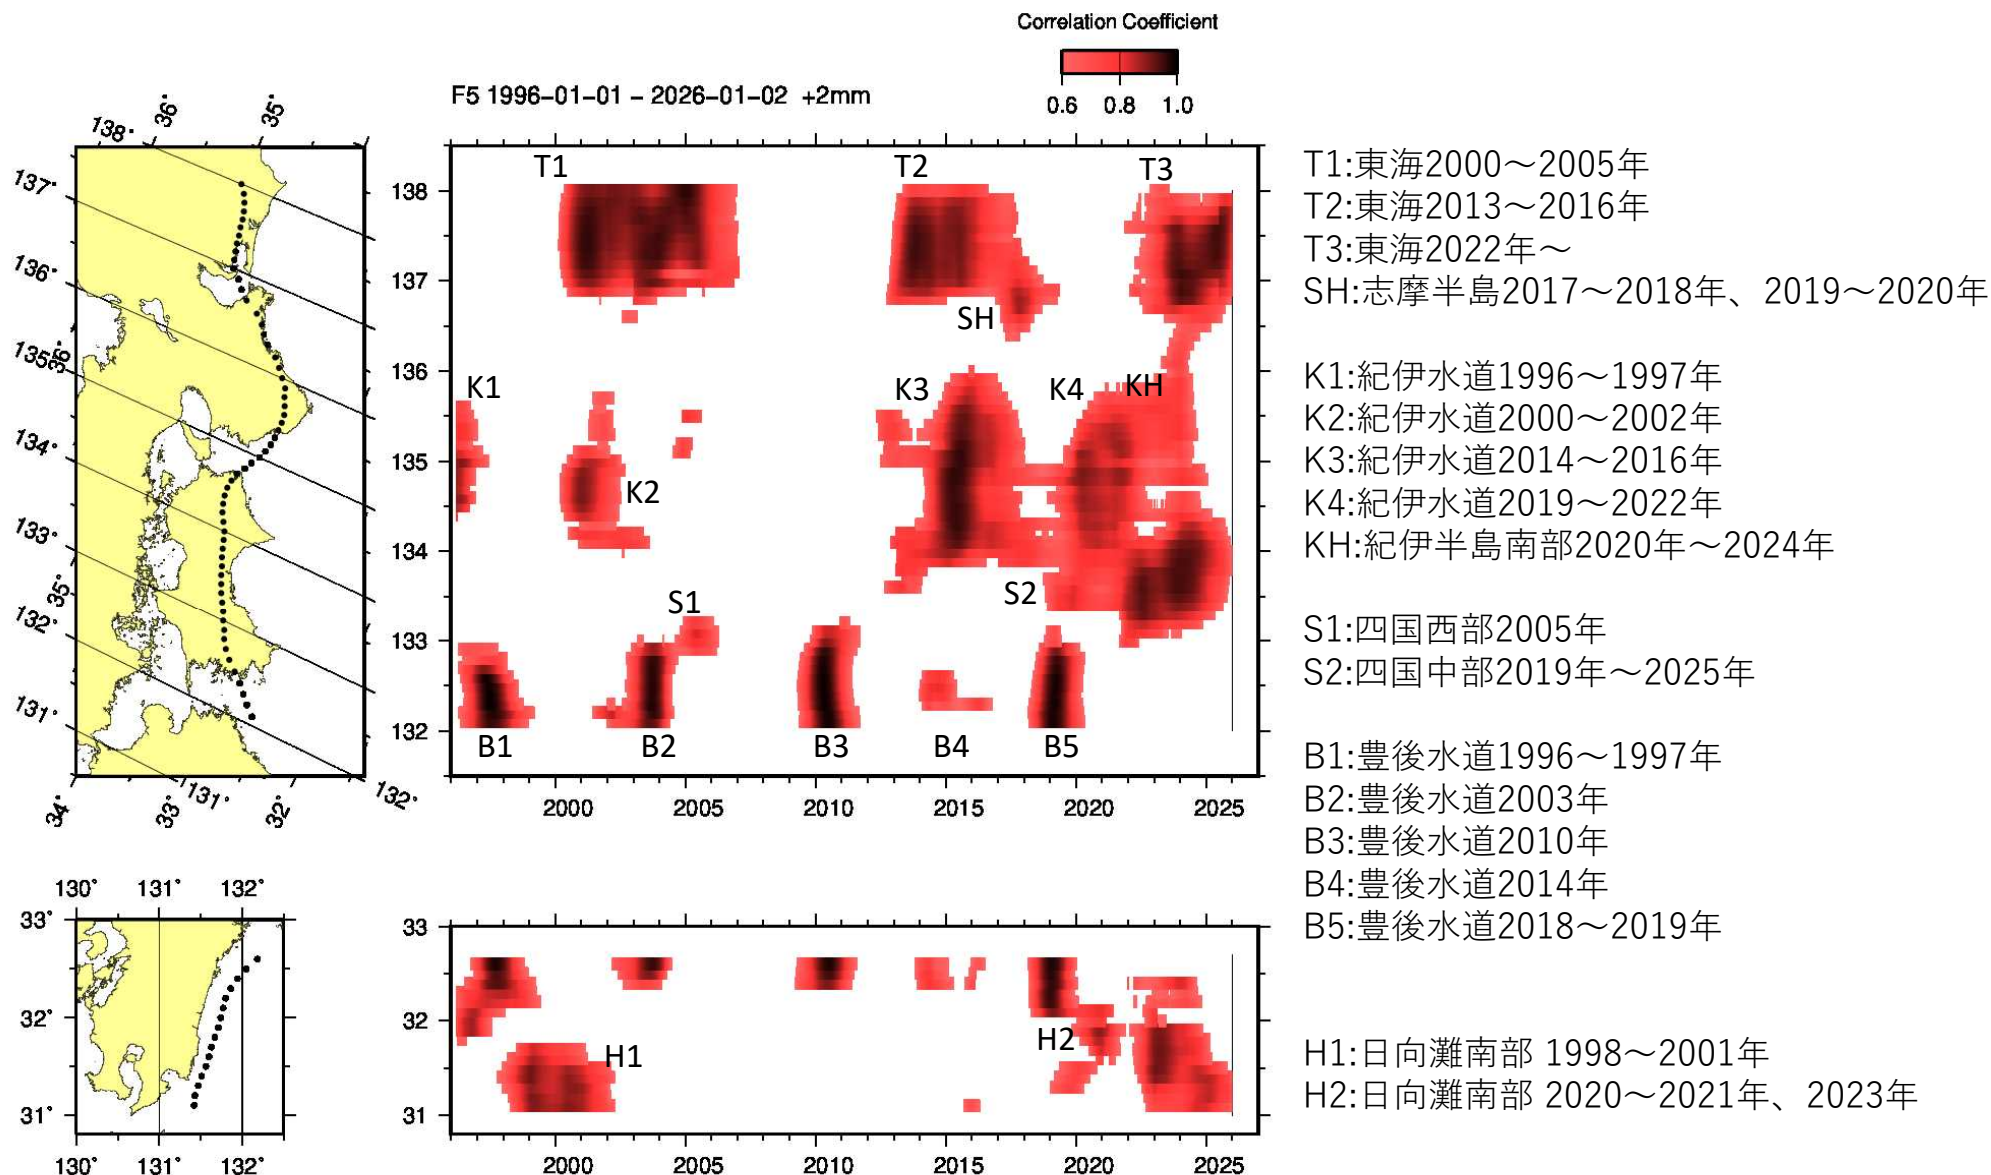 Correlation Coefficient
0.6 0.8 1.0
F5 1996-01-01 - 2026-01-02 +2mm
138° 36° 35°
137°
136°
135°
36°
134°
133°
35°
132°
131°
34° 33° 131° 32° 132°
138
137
136
135
134
133
132
2000 2005 2010 2015 2020 2025
T1 T2 T3
SH
K1 K3 K4 KH
K2
S1 S2
B1 B2 B3 B4 B5
T1:東海2000～2005年
T2:東海2013～2016年
T3:東海2022年～
SH:志摩半島2017～2018年、2019～2020年
K1:紀伊水道1996～1997年
K2:紀伊水道2000～2002年
K3:紀伊水道2014～2016年
K4:紀伊水道2019～2022年
KH:紀伊半島南部2020年～2024年
S1:四国西部2005年
S2:四国中部2019年～2025年
B1:豊後水道1996～1997年
B2:豊後水道2003年
B3:豊後水道2010年
B4:豊後水道2014年
B5:豊後水道2018～2019年
130° 131° 132°
33°
32°
31°
130° 131° 132°
33
32
31
H1 H2
2000 2005 2010 2015 2020 2025
H1:日向灘南部 1998～2001年
H2:日向灘南部 2020～2021年、2023年